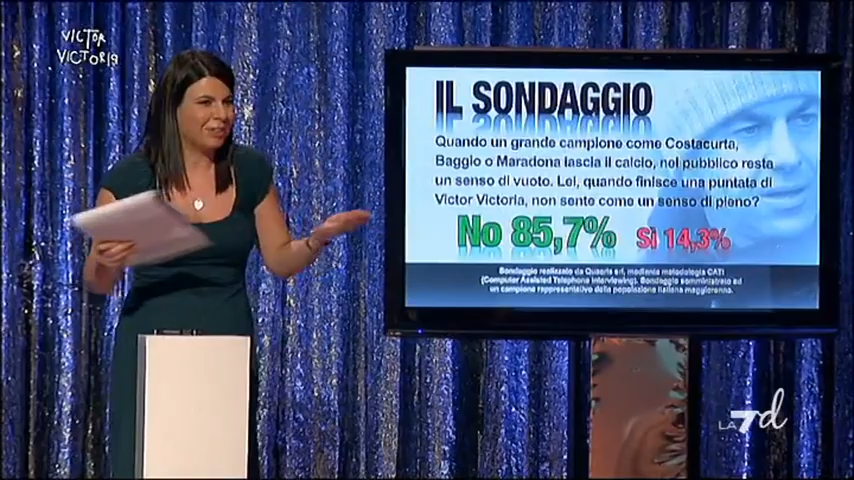 VICTOR
VICTORIA
IL SONDAGGIO
Quando un grande campione come Costacurta,
Baggio o Maradona lascia il calcio, nel pubblico resta
un senso di vuoto. Lei, quando finisce una puntata di
Victor Victoria, non sente come un senso di pieno?
No 85,7% Sì 14,3%
Sondaggio realizzato da Quaeris srl, mediante metodologia CATI
(Computer Assisted Telephone Interviewing). Sondaggio somministrato ad
un campione rappresentativo della popolazione italiana maggiorenne.
LA7d